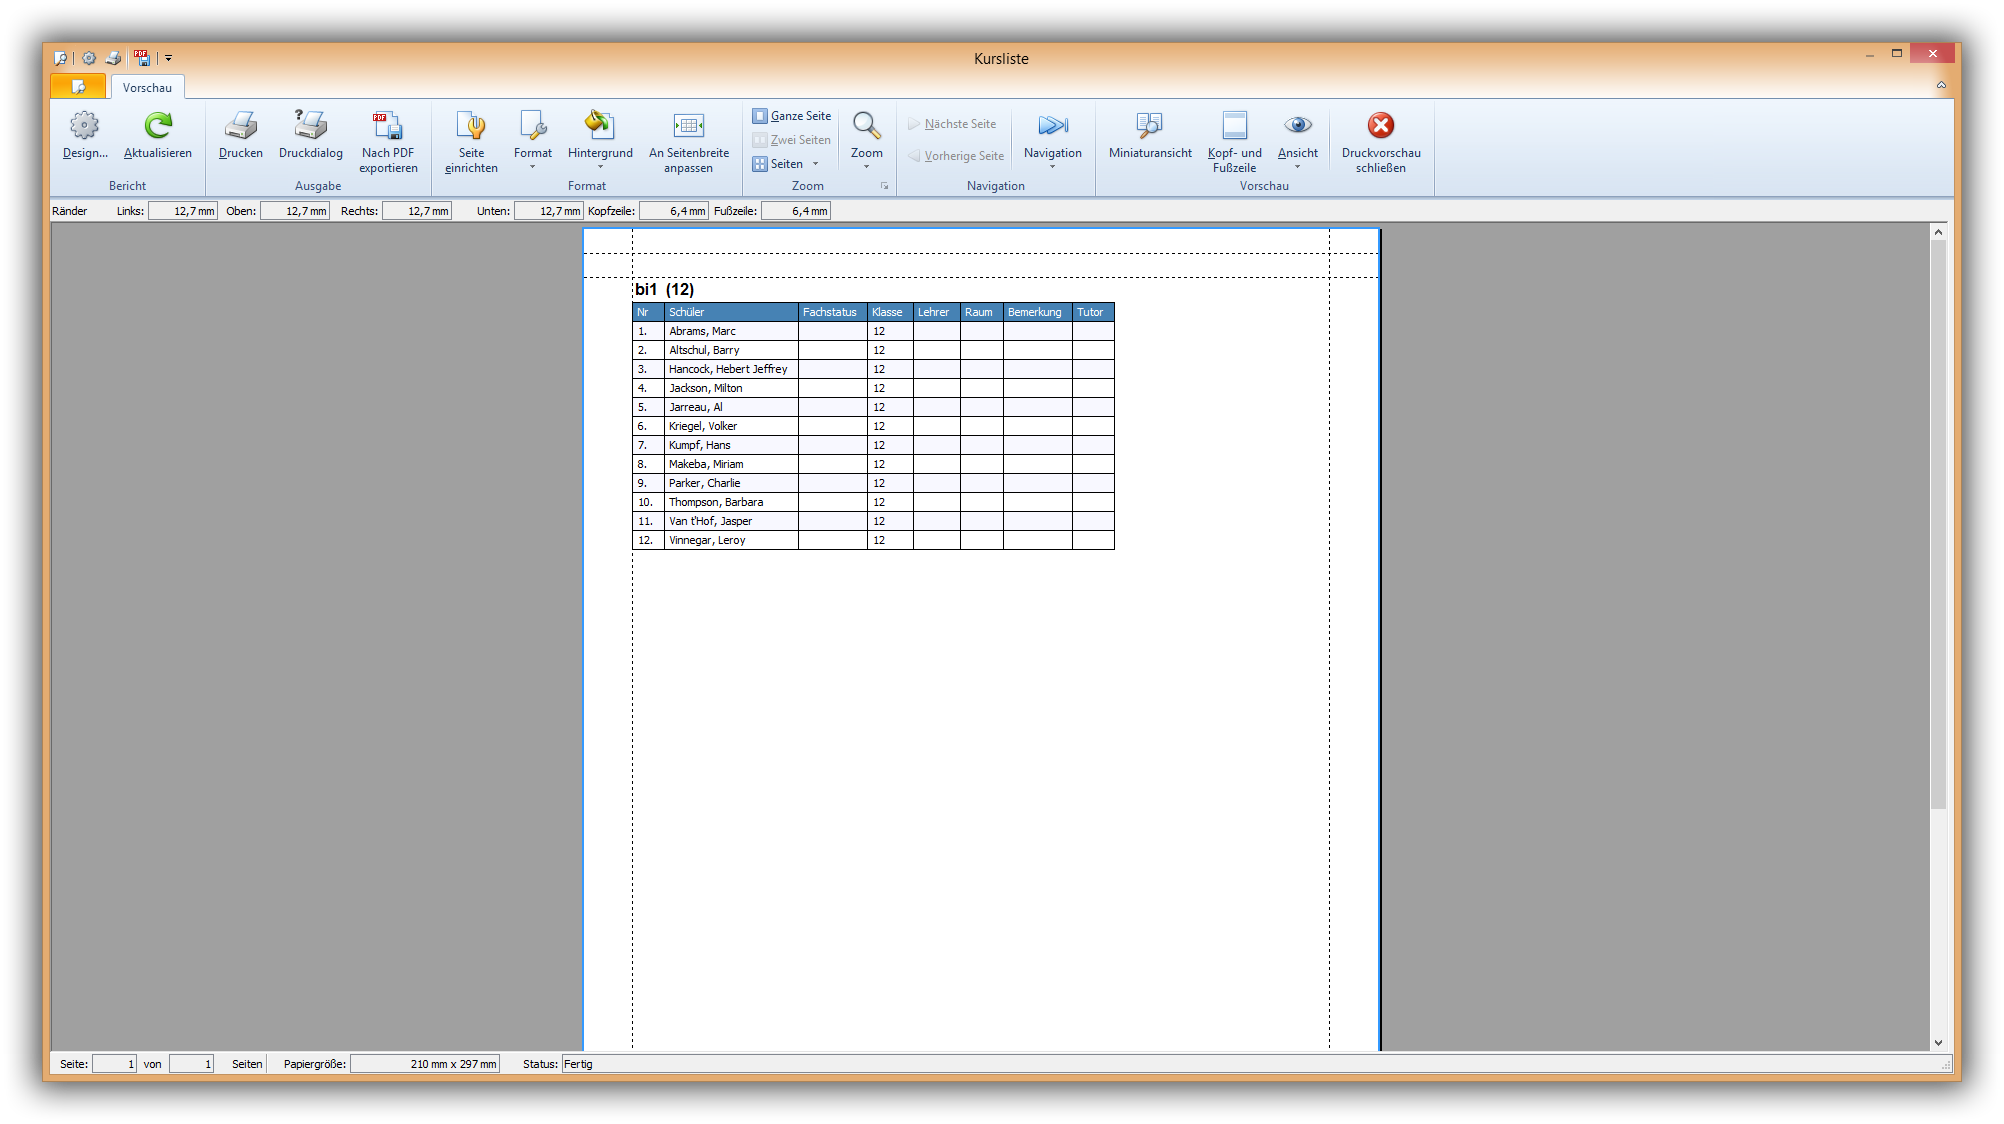 Kursliste
Vorschau
Design...
Aktualisieren
Bericht
Drucken
Druckdialog
Nach PDF
exportieren
Ausgabe
Seite
einrichten
Format
Hintergrund
An Seitenbreite
anpassen
Format
Ganze Seite
Zwei Seiten
Seiten
Zoom
Zoom
Nächste Seite
Vorherige Seite
Navigation
Navigation
Miniaturansicht
Kopf- und
Fußzeile
Ansicht
Vorschau
Druckvorschau
schließen
Ränder Links: 12,7 mm Oben: 12,7 mm Rechts: 12,7 mm Unten: 12,7 mm Kopfzeile: 6,4 mm Fußzeile: 6,4 mm
bi1 (12)
Nr Schüler Fachstatus Klasse Lehrer Raum Bemerkung Tutor
1. Abrams, Marc 12
2. Altschul, Barry 12
3. Hancock, Hebert Jeffrey 12
4. Jackson, Milton 12
5. Jarreau, Al 12
6. Kriegel, Volker 12
7. Kumpf, Hans 12
8. Makeba, Miriam 12
9. Parker, Charlie 12
10. Thompson, Barbara 12
11. Van t'Hof, Jasper 12
12. Vinnegar, Leroy 12
Seite: 1 von 1 Seiten Papiergröße: 210 mm x 297 mm Status: Fertig